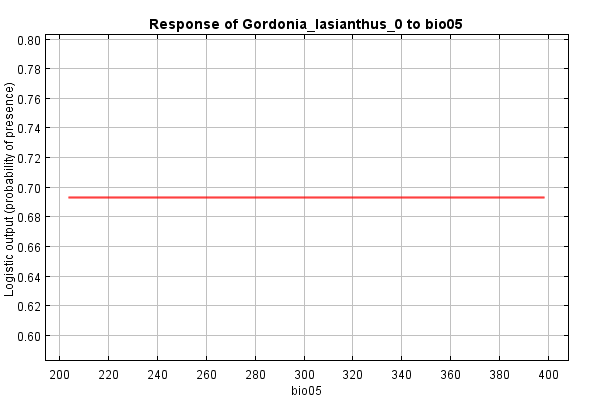 Response of Gordonia_lasianthus_0 to bio05
Logistic output (probability of presence)
0.80
0.78
0.76
0.74
0.72
0.70
0.68
0.66
0.64
0.62
0.60
200 220 240 260 280 300 320 340 360 380 400
bio05